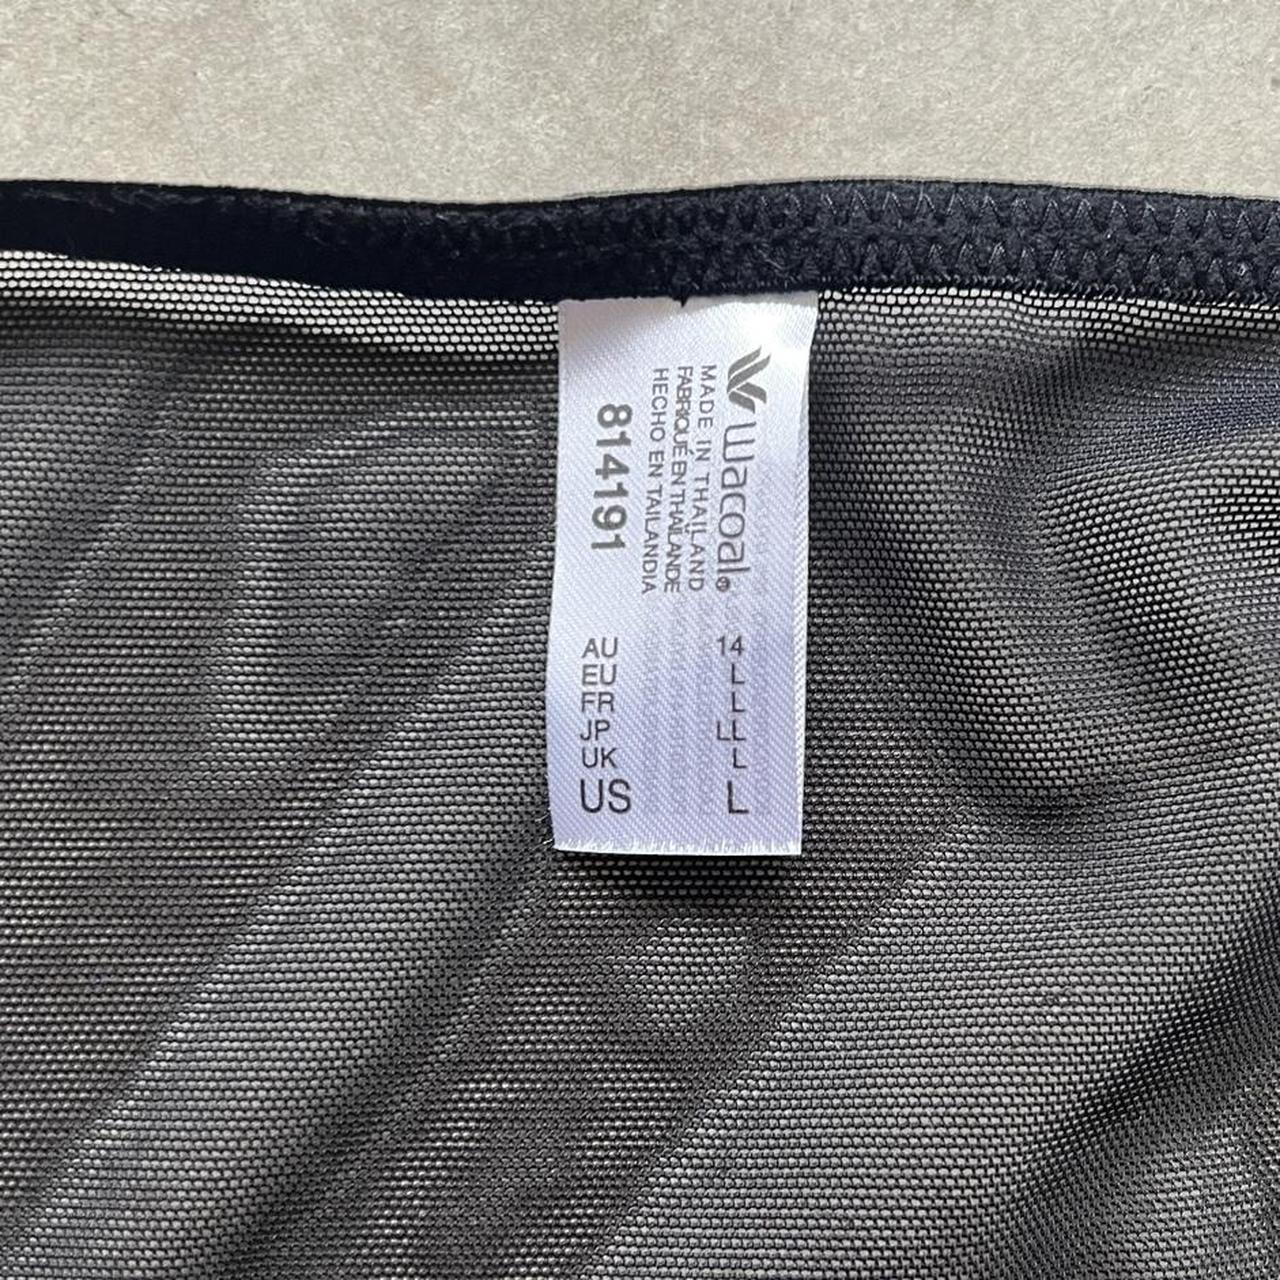 wacoal®
MADE IN THAILAND
FABRIQUÉ EN THAÏLANDE
HECHO EN TAILANDIA
814191
AU 14
EU L
FR L
JP LL
UK L
US L